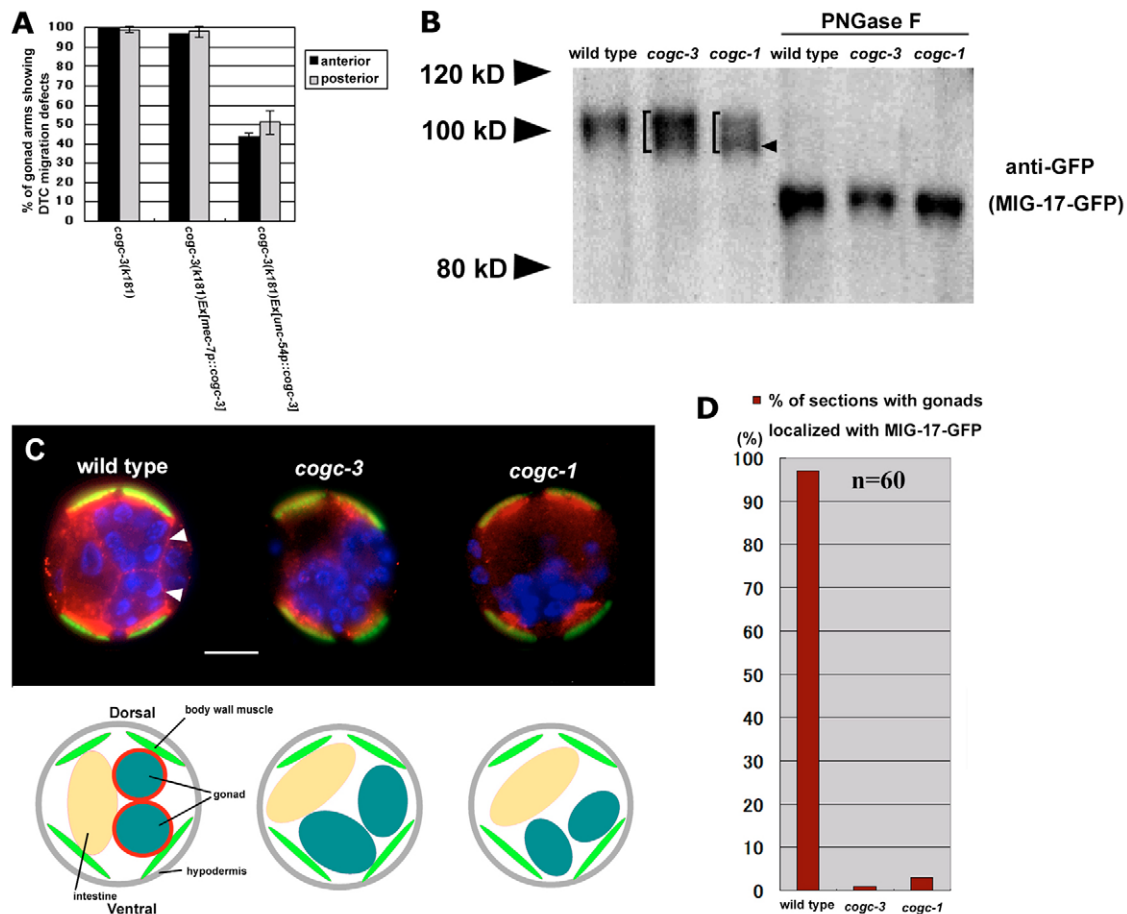 A
100
90
80
70
60
50
40
30
20
10
0
% of gonad arms showing
DTC migration defects
anterior
posterior
cogc-3(k181)
cogc-3(k181)Ex[mec-7p::cogc-3]
cogc-3(k181)Ex[unc-54p::cogc-3]
B
PNGase F
wild type cogc-3 cogc-1 wild type cogc-3 cogc-1
120 kD
100 kD
80 kD
anti-GFP
(MIG-17-GFP)
C
wild type
cogc-3
cogc-1
Dorsal
body wall muscle
gonad
hypodermis
intestine
Ventral
D
% of sections with gonads
localized with MIG-17-GFP
(%)
n=60
100
90
80
70
60
50
40
30
20
10
0
wild type cogc-3 cogc-1